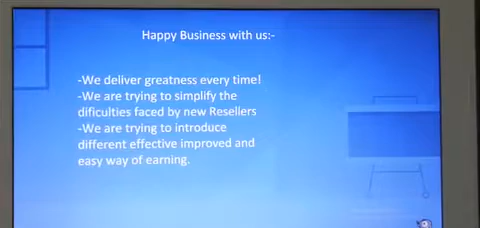 Happy Business with us:-
-We deliver greatness every time!
-We are trying to simplify the
dificulties faced by new Resellers
-We are trying to introduce
different effective improved and
easy way of earning.